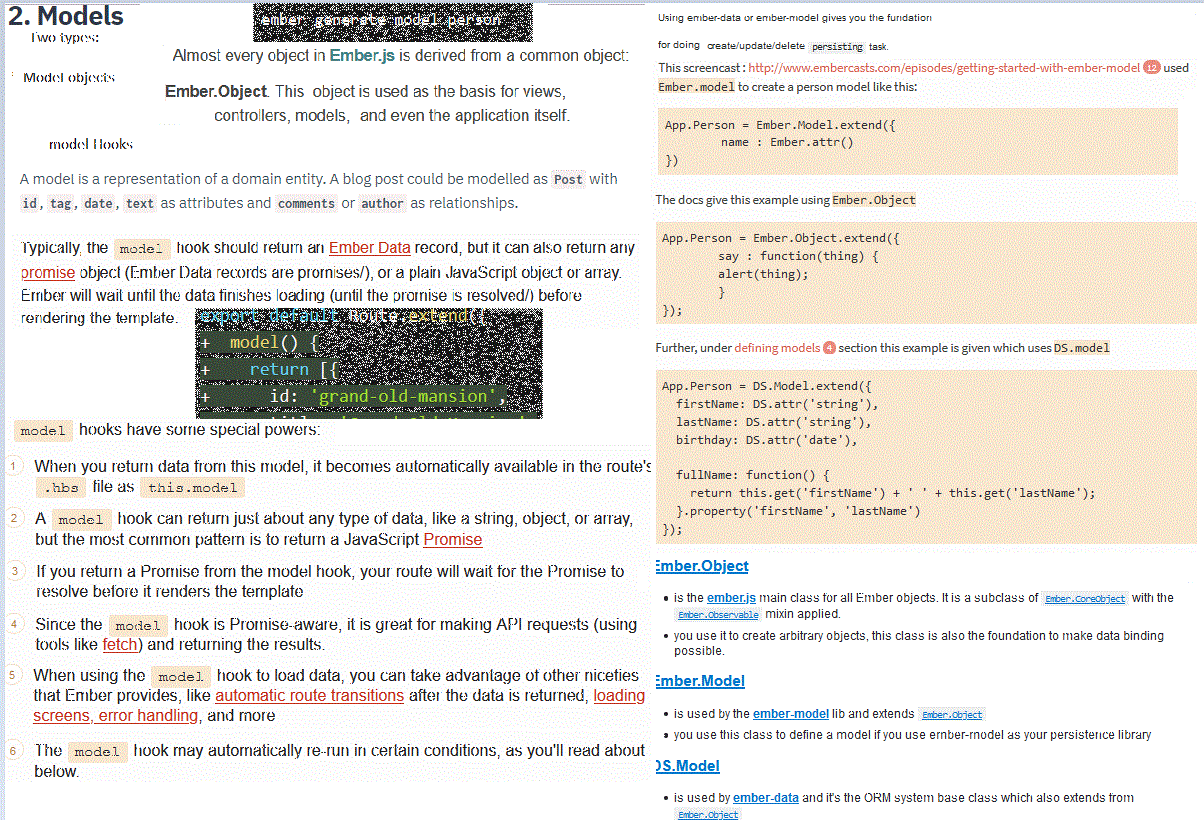 2. Models
Two types:
Model objects
model Hooks
ember generate model person
Almost every object in Ember.js is derived from a common object:
Ember.Object. This object is used as the basis for views,
controllers, models, and even the application itself.
A model is a representation of a domain entity. A blog post could be modelled as Post with
id, tag, date, text as attributes and comments or author as relationships.
Typically, the model hook should return an Ember Data record, but it can also return any
promise object (Ember Data records are promises/), or a plain JavaScript object or array.
Ember will wait until the data finishes loading (until the promise is resolved/) before
rendering the template.
export default Route.extend({
+ model() {
+ return [{
+ id: 'grand-old-mansion',
model hooks have some special powers:
1 When you return data from this model, it becomes automatically available in the route's
.hbs file as this.model
2 A model hook can return just about any type of data, like a string, object, or array,
but the most common pattern is to return a JavaScript Promise
3 If you return a Promise from the model hook, your route will wait for the Promise to
resolve before it renders the template
4 Since the model hook is Promise-aware, it is great for making API requests (using
tools like fetch) and returning the results.
5 When using the model hook to load data, you can take advantage of other niceties
that Ember provides, like automatic route transitions after the data is returned, loading
screens, error handling, and more
6 The model hook may automatically re-run in certain conditions, as you'll read about
below.
Using ember-data or ember-model gives you the fundation
for doing create/update/delete persisting task.
This screencast : http://www.embercasts.com/episodes/getting-started-with-ember-model 12 used
Ember.model to create a person model like this:
App.Person = Ember.Model.extend({
name : Ember.attr()
})
The docs give this example using Ember.Object
App.Person = Ember.Object.extend({
say : function(thing) {
alert(thing);
}
});
Further, under defining models 4 section this example is given which uses DS.model
App.Person = DS.Model.extend({
firstName: DS.attr('string'),
lastName: DS.attr('string'),
birthday: DS.attr('date'),
fullName: function() {
return this.get('firstName') + ' ' + this.get('lastName');
}.property('firstName', 'lastName')
});
Ember.Object
• is the ember.js main class for all Ember objects. It is a subclass of Ember.CoreObject with the
Ember.Observable mixin applied.
• you use it to create arbitrary objects, this class is also the foundation to make data binding
possible.
Ember.Model
• is used by the ember-model lib and extends Ember.Object
• you use this class to define a model if you use ember-model as your persistence library
DS.Model
• is used by ember-data and it's the ORM system base class which also extends from
Ember.Object